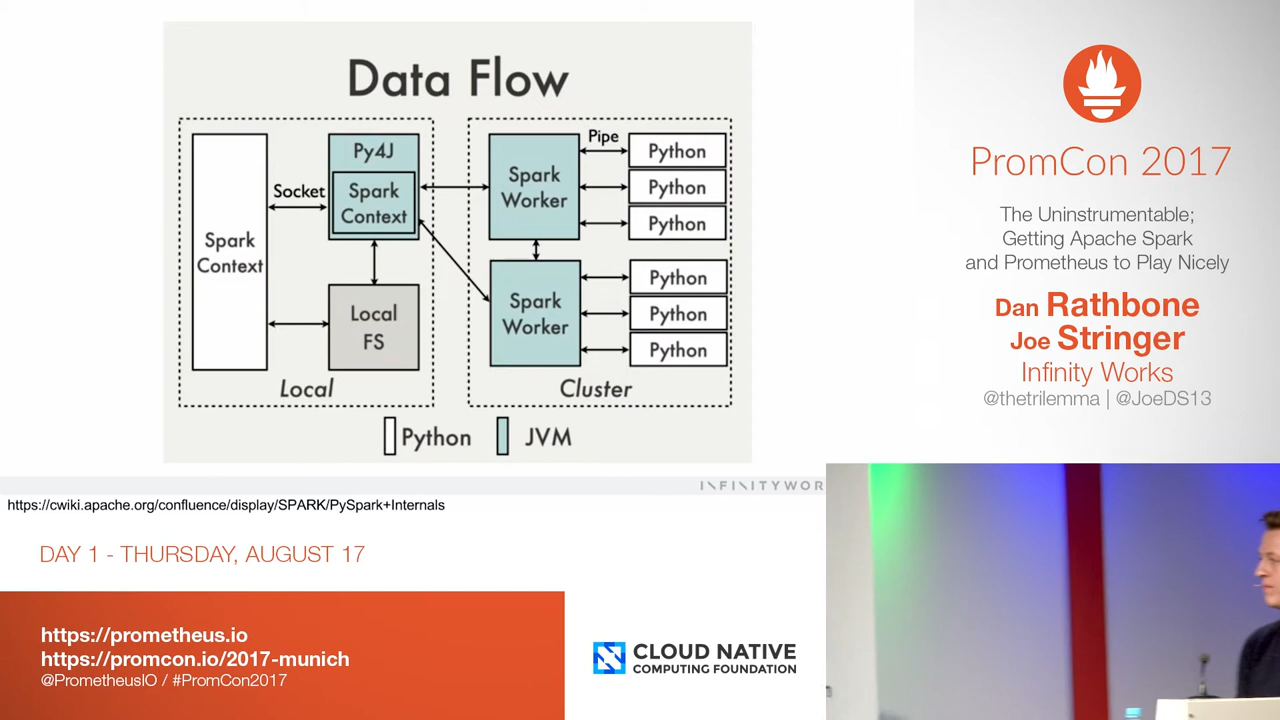 Data Flow
Spark
Context
Socket
Py4J
Spark
Context
Local
FS
Local
Spark
Worker
Spark
Worker
Pipe
Python
Python
Python
Python
Python
Python
Cluster
Python
JVM
INFINITYWOR
https://cwiki.apache.org/confluence/display/SPARK/PySpark+Internals
DAY 1 - THURSDAY, AUGUST 17
https://prometheus.io
https://promcon.io/2017-munich
@PrometheusIO / #PromCon2017
CLOUD NATIVE
COMPUTING FOUNDATION
PromCon 2017
The Uninstrumentable;
Getting Apache Spark
and Prometheus to Play Nicely
Dan Rathbone
Joe Stringer
Infinity Works
@thetrilemma | @JoeDS13